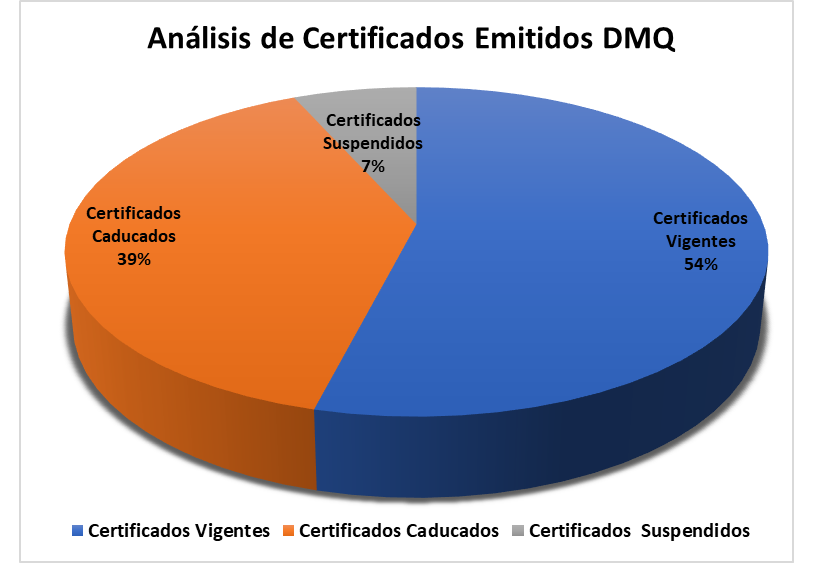 Análisis de Certificados Emitidos DMQ
Certificados
Suspendidos
7%
Certificados
Caducados
39%
Certificados
Vigentes
54%
Certificados Vigentes
Certificados Caducados
Certificados  Suspendidos